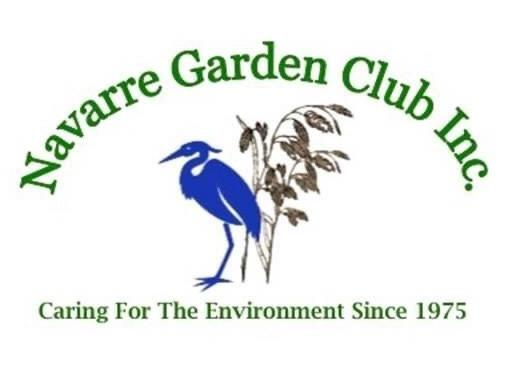 Navarre Garden Club Inc.
Caring For The Environment Since 1975